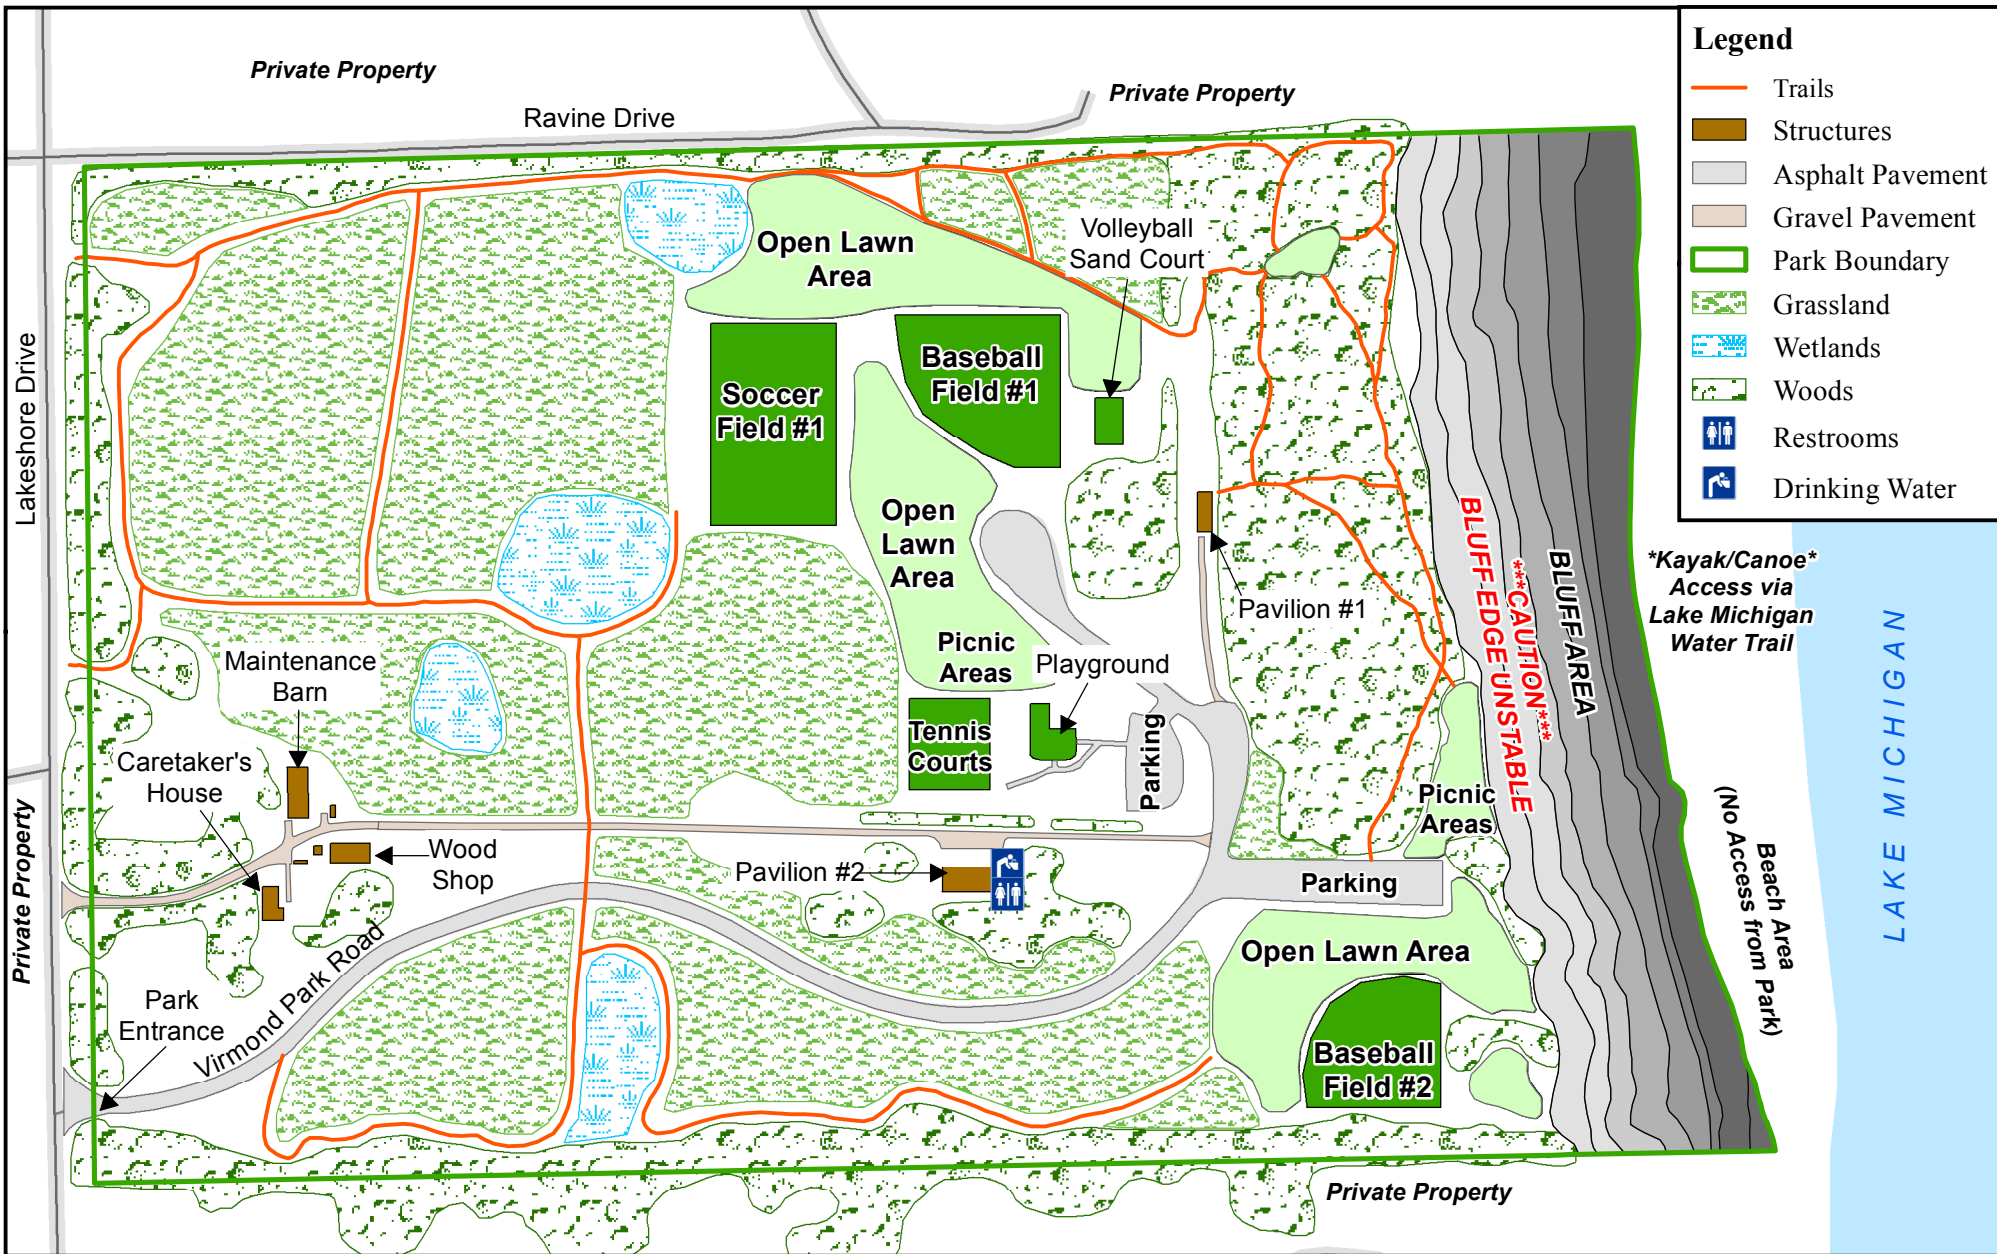 Private Property
Ravine Drive
Private Property
Legend
Trails
Structures
Asphalt Pavement
Gravel Pavement
Park Boundary
Grassland
Wetlands
Woods
Restrooms
Drinking Water
Lakeshore Drive
Open Lawn
Area
Volleyball
Sand Court
Soccer
Field #1
Baseball
Field #1
Open
Lawn
Area
Picnic
Areas
Playground
Pavilion #1
Tennis
Courts
Parking
Maintenance
Barn
Caretaker's
House
Wood
Shop
Pavilion #2
Private Property
Park
Entrance
Virmond Park Road
Parking
Picnic
Areas
Open Lawn Area
Baseball
Field #2
BLUFF EDGE UNSTABLE
***CAUTION***
BLUFF AREA
*Kayak/Canoe*
Access via
Lake Michigan
Water Trail
Beach Area
(No Access from Park)
LAKE MICHIGAN
Private Property